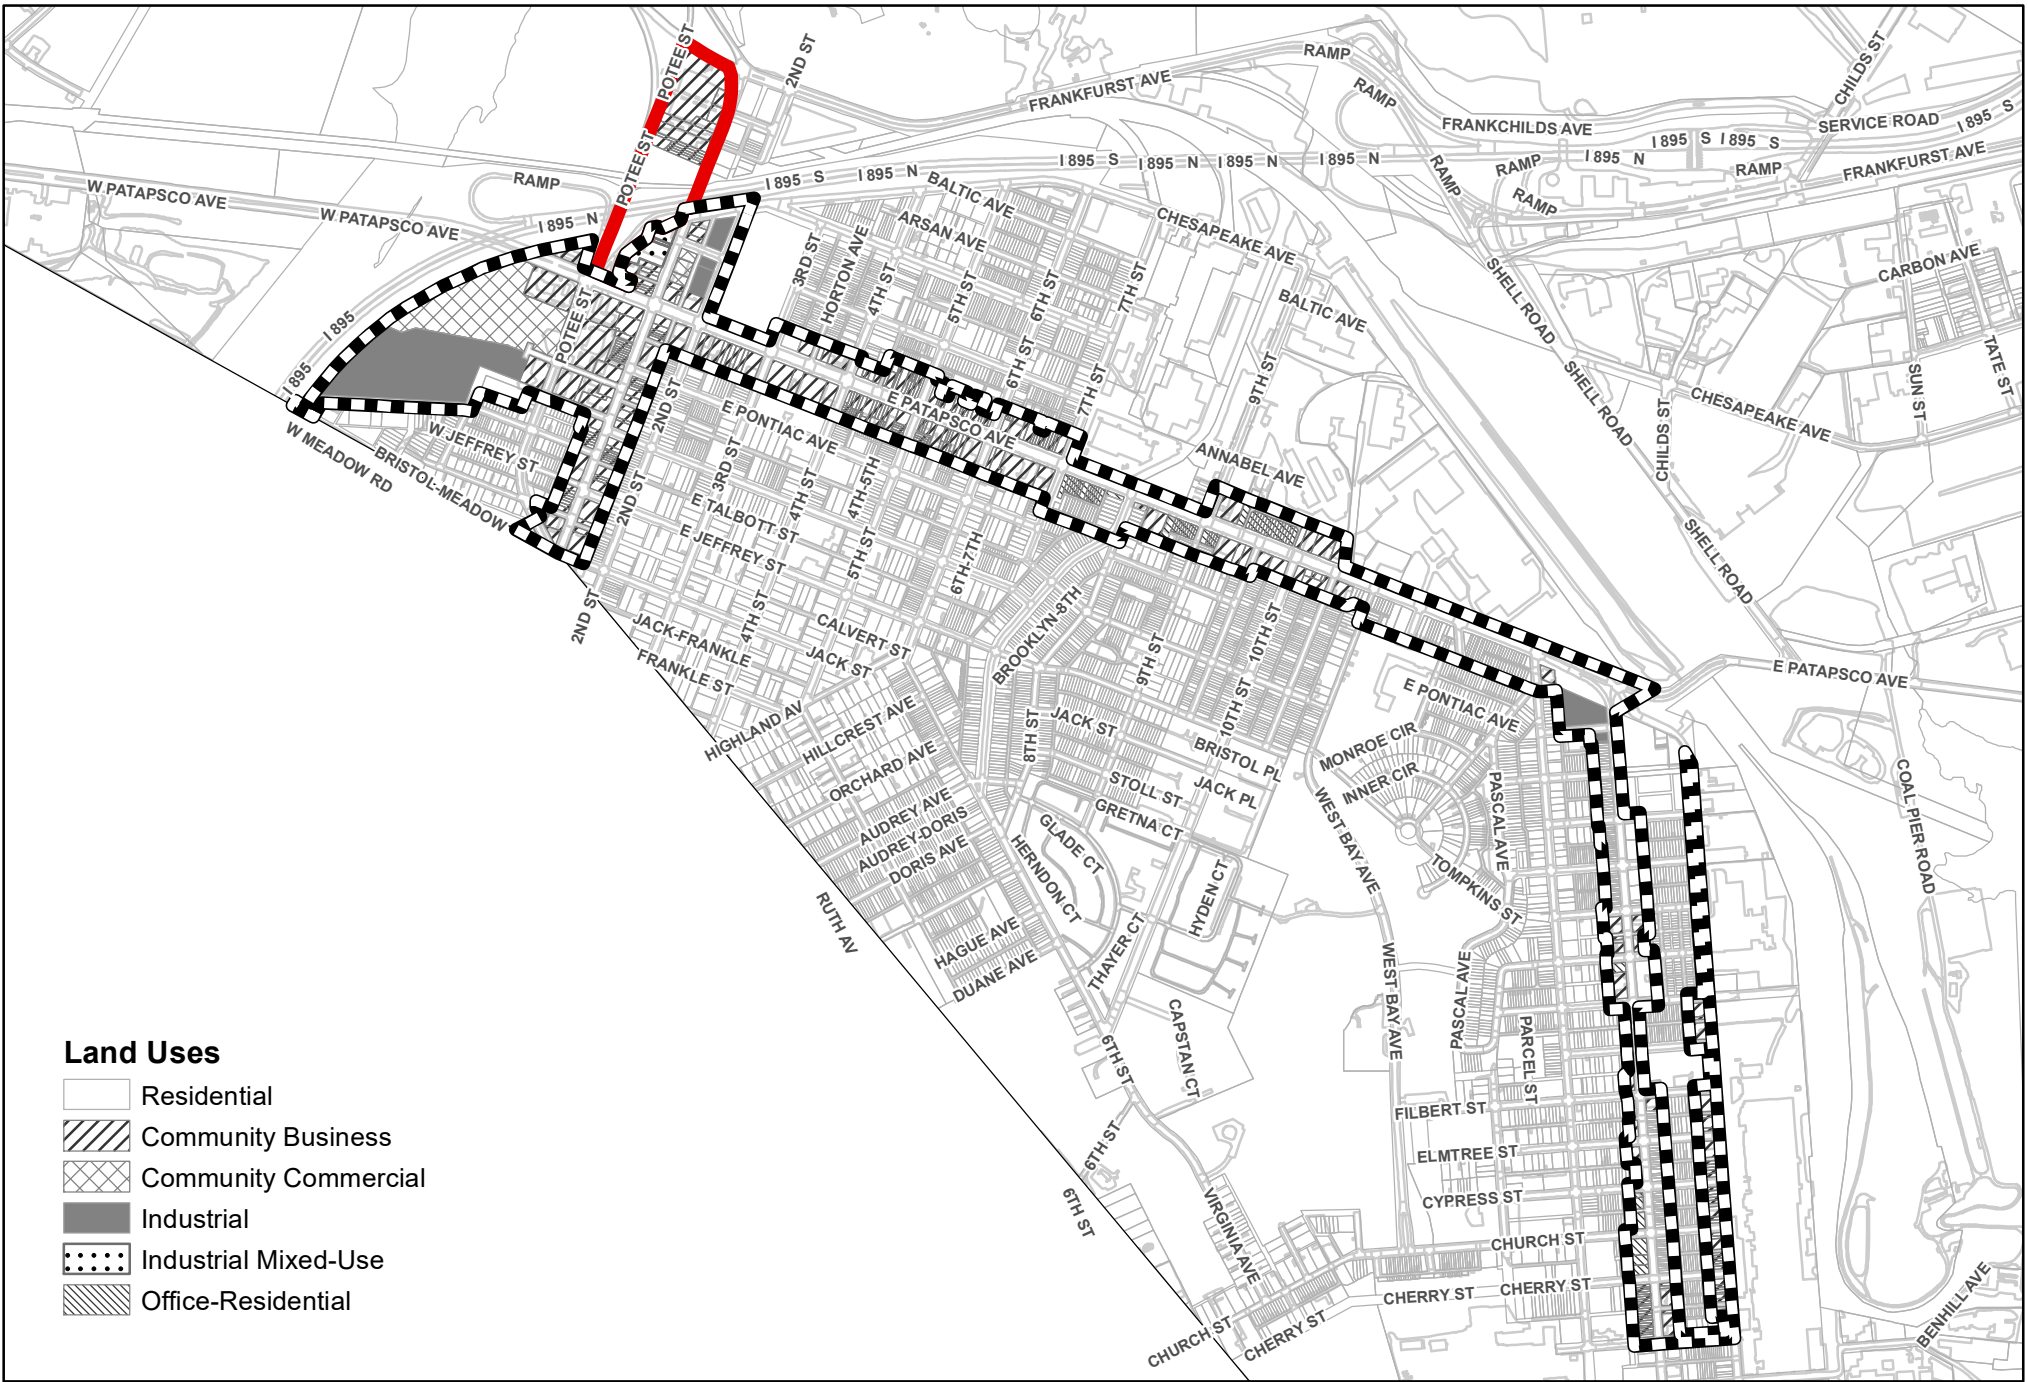 POTEE ST
2ND ST
RAMP
FRANKFURST AVE
RAMP
CHILDS ST
FRANKCHILDS AVE
SERVICE ROAD
I 895 S
I 895 S
I 895 S
POTEE ST
I 895 S
I 895 N
I 895 N
I 895 N
I 895 N
RAMP
RAMP
RAMP
FRANKFURST AVE
W PATAPSCO AVE
RAMP
I 895 S
I 895 N
BALTIC AVE
RAMP
RAMP
W PATAPSCO AVE
I 895 N
ARSAN AVE
CHESAPEAKE AVE
3RD ST
HORTON AVE
4TH ST
5TH ST
6TH ST
7TH ST
BALTIC AVE
SHELL ROAD
CARBON AVE
I 895
POTEE ST
I 895
6TH ST
7TH ST
9TH ST
SHELL ROAD
SUN ST
TATE ST
CHESAPEAKE AVE
CHILDS ST
W MEADOW RD
BRISTOL-MEADOW
W JEFFREY ST
2ND ST
E PONTIAC AVE
E PATAPSCO AVE
ANNABEL AVE
2ND ST
3RD ST
4TH ST
4TH-5TH
E TALBOTT ST
E JEFFREY ST
5TH ST
6TH-7TH
SHELL ROAD
2ND ST
4TH ST
JACK-FRANKLE
FRANKLE ST
CALVERT ST
JACK ST
BROOKLYN-8TH
9TH ST
10TH ST
E PATAPSCO AVE
HIGHLAND AV
HILLCREST AVE
ORCHARD AVE
8TH ST
JACK ST
10TH ST
BRISTOL PL
JACK PL
STOLL ST
GRETNA CT
E PONTIAC AVE
MONROE CIR
INNER CIR
PASCAL AVE
WEST BAY AVE
TOMPKINS ST
COAL PIER ROAD
AUDREY AVE
AUDREY-DORIS
DORIS AVE
GLADE CT
HERNDON CT
HYDEN CT
RUTH AV
HAGUE AVE
DUANE AVE
THAYER CT
WEST BAY AVE
PASCAL AVE
CAPSTAN CT
PARCEL ST
6TH ST
FILBERT ST
6TH ST
ELMTREE ST
6TH ST
VIRGINIA AVE
CYPRESS ST
CHURCH ST
CHERRY ST
CHERRY ST
CHURCH ST
CHERRY ST
BENHILL AVE
Land Uses
Residential
Community Business
Community Commercial
Industrial
Industrial Mixed-Use
Office-Residential